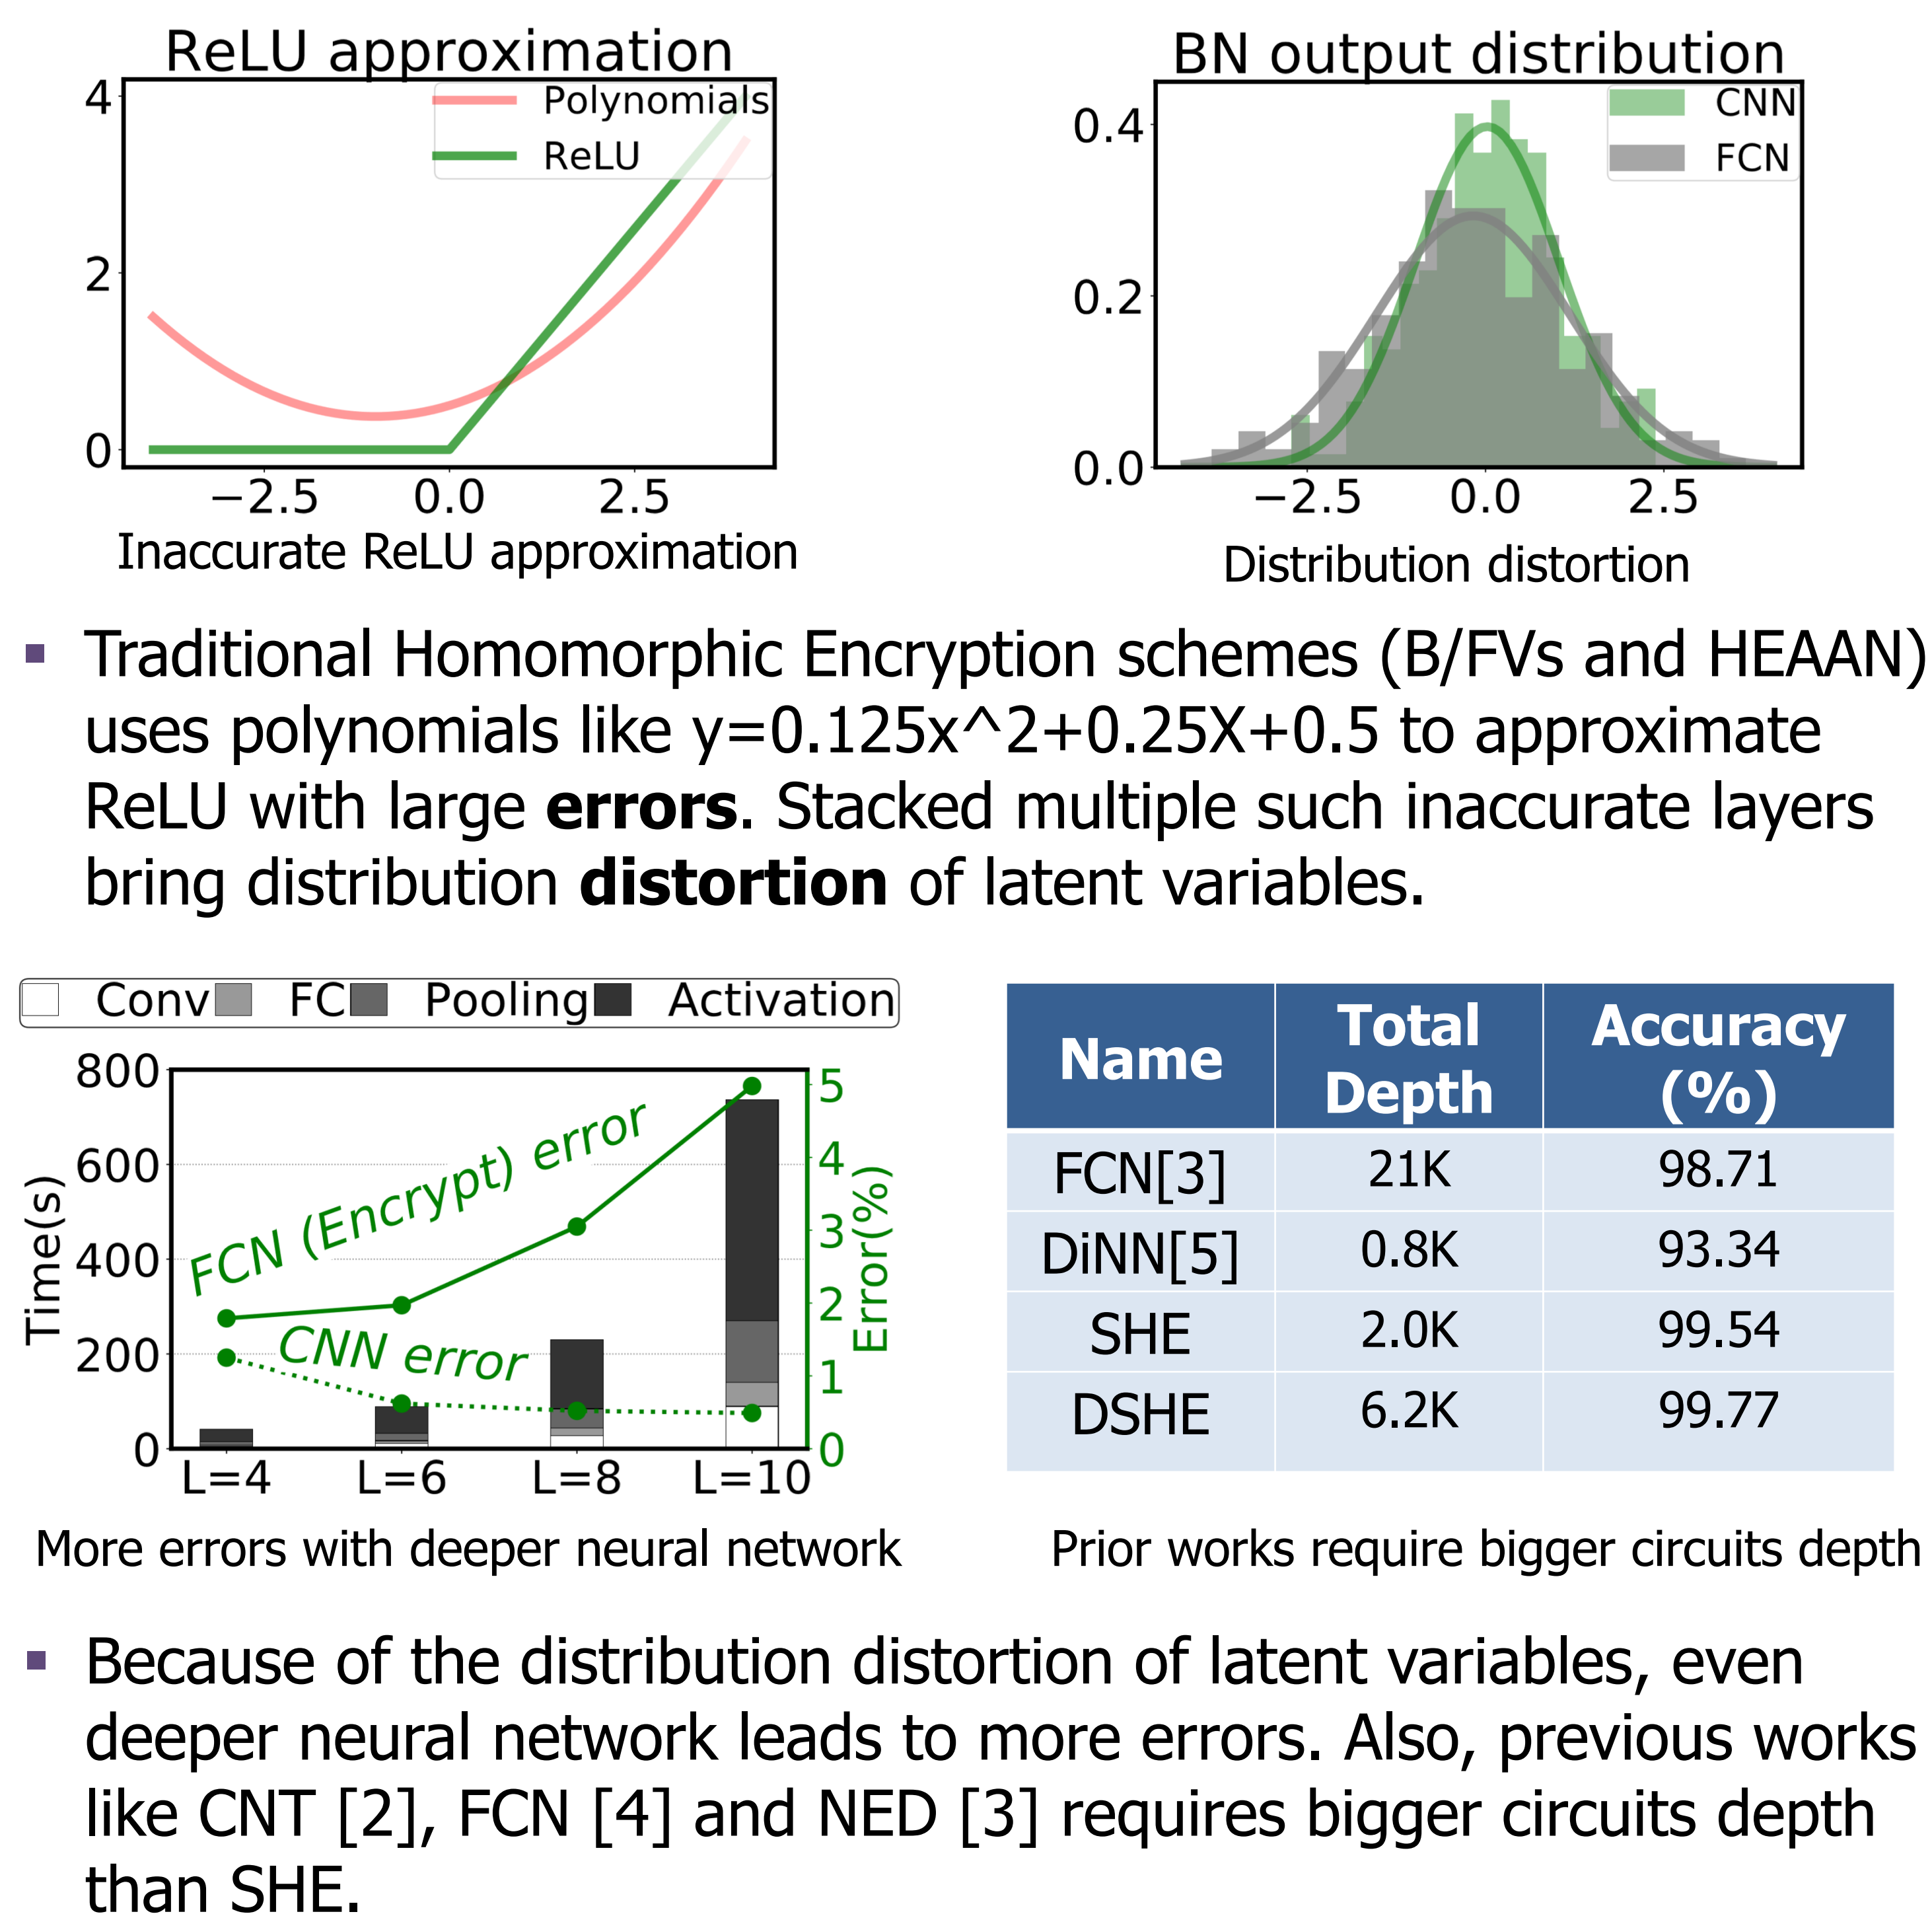 ReLU approximation
Polynomials
ReLU
4
2
0
−2.5 0.0 2.5
Inaccurate ReLU approximation
BN output distribution
CNN
FCN
0.4
0.2
0.0
−2.5 0.0 2.5
Distribution distortion
▪ Traditional Homomorphic Encryption schemes (B/FVs and HEAAN)
uses polynomials like y=0.125x^2+0.25X+0.5 to approximate
ReLU with large errors. Stacked multiple such inaccurate layers
bring distribution distortion of latent variables.
Conv FC Pooling Activation
800
600
400
200
0
Time(s)
FCN (Encrypt) error
CNN error
5
4
3
2
1
0
Error(%)
L=4 L=6 L=8 L=10
More errors with deeper neural network
Name Total Depth Accuracy (%)
FCN[3] 21K 98.71
DiNN[5] 0.8K 93.34
SHE 2.0K 99.54
DSHE 6.2K 99.77
Prior works require bigger circuits depth
▪ Because of the distribution distortion of latent variables, even
deeper neural network leads to more errors. Also, previous works
like CNT [2], FCN [4] and NED [3] requires bigger circuits depth
than SHE.